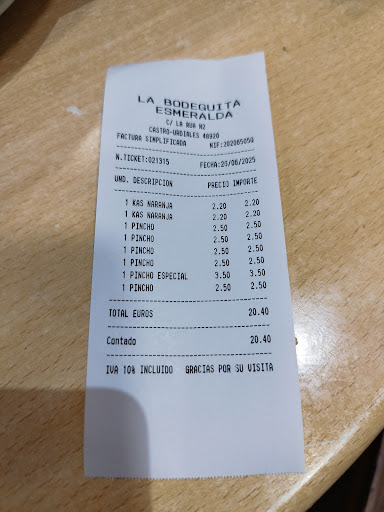 LA BODEGUITA
ESMERALDA
C/ LA RUA N2
CASTRO-URDIALES 48920
FACTURA SIMPLIFICADA NIF:20206505Q
N.TICKET:021315 FECHA:26/06/2025
UND. DESCRIPCION PRECIO IMPORTE
1 KAS NARANJA 2.20 2.20
1 KAS NARANJA 2.20 2.20
1 PINCHO 2.50 2.50
1 PINCHO 2.50 2.50
1 PINCHO 2.50 2.50
1 PINCHO 2.50 2.50
1 PINCHO ESPECIAL 3.50 3.50
1 PINCHO 2.50 2.50
TOTAL EUROS 20.40
Contado 20.40
IVA 10% INCLUIDO GRACIAS POR SU VISITA